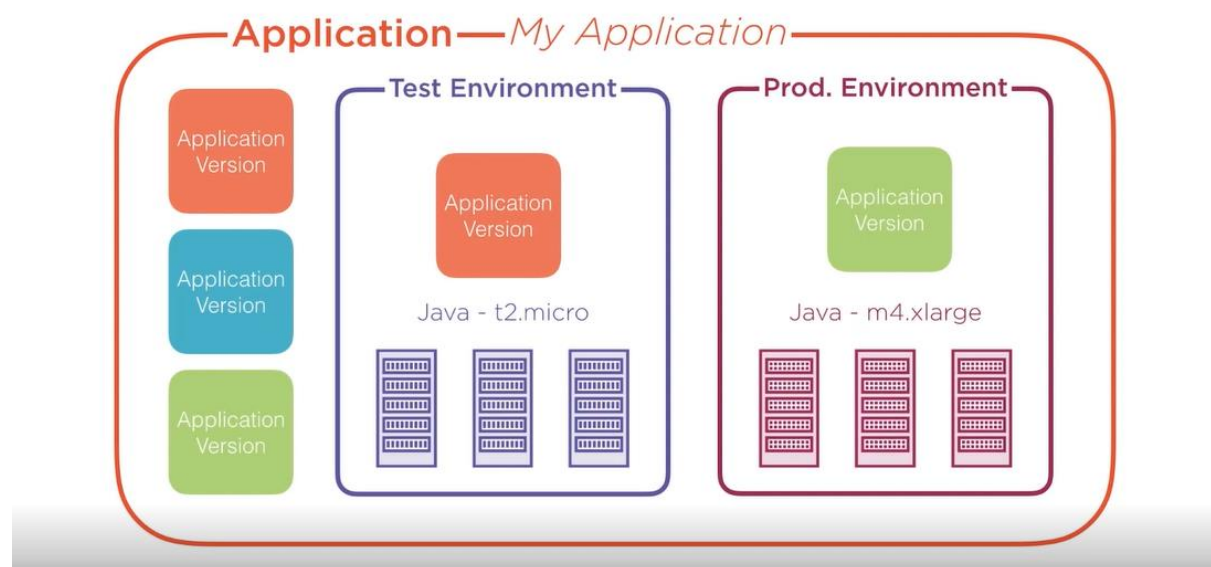 Application — My Application
Test Environment
Prod. Environment
Application
Version
Application
Version
Application
Version
Application
Version
Application
Version
Java - t2.micro
Java - m4.xlarge